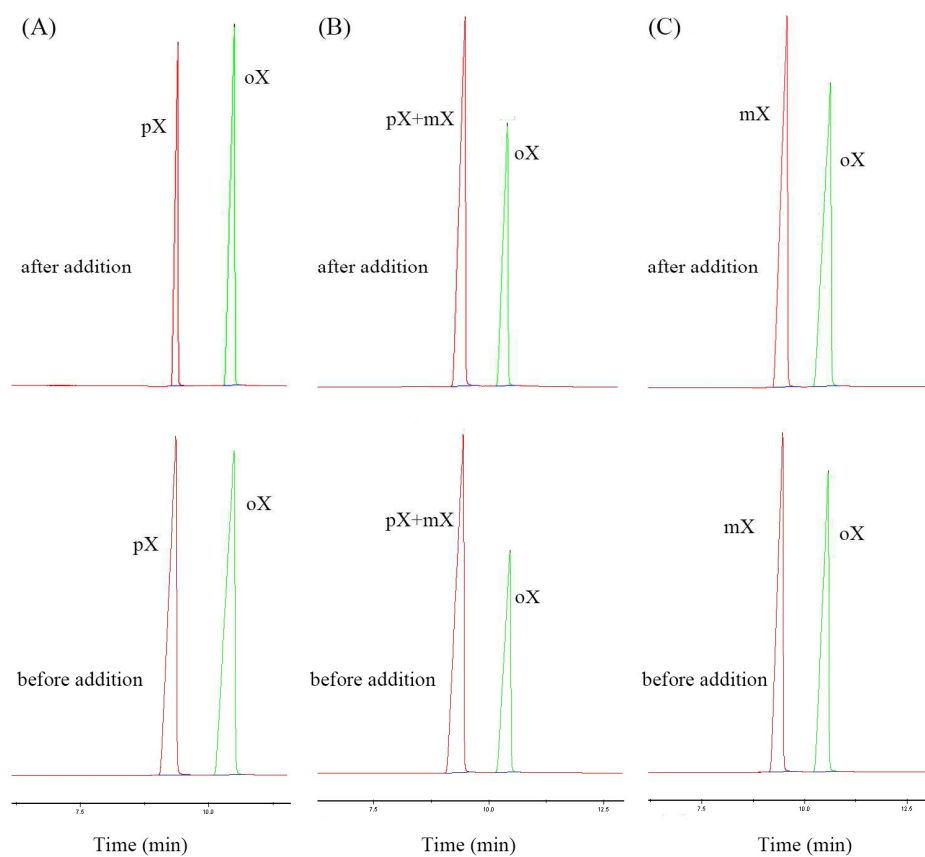 (A)
pX
oX
after addition
pX
oX
before addition
7.5 10.0
Time (min)
(B)
pX+mX
oX
after addition
pX+mX
oX
before addition
7.5 10.0 12.5
Time (min)
(C)
mX
oX
after addition
mX
oX
before addition
7.5 10.0 12.5
Time (min)